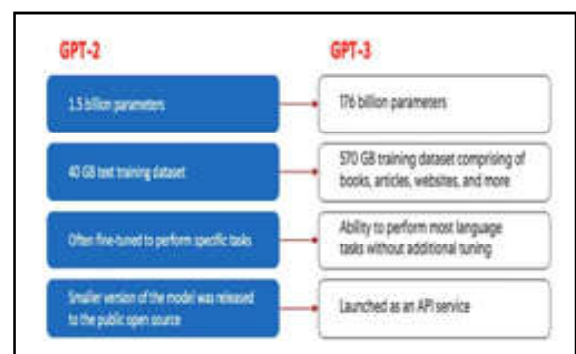 GPT-2
GPT-3
1.5 billion parameters
176 billion parameters
40 GB text training dataset
570 GB training dataset comprising of
books, articles, websites, and more
Often fine-tuned to perform specific tasks
Ability to perform most language
tasks without additional tuning
Smaller version of the model was released
to the public open source
Launched as an API service